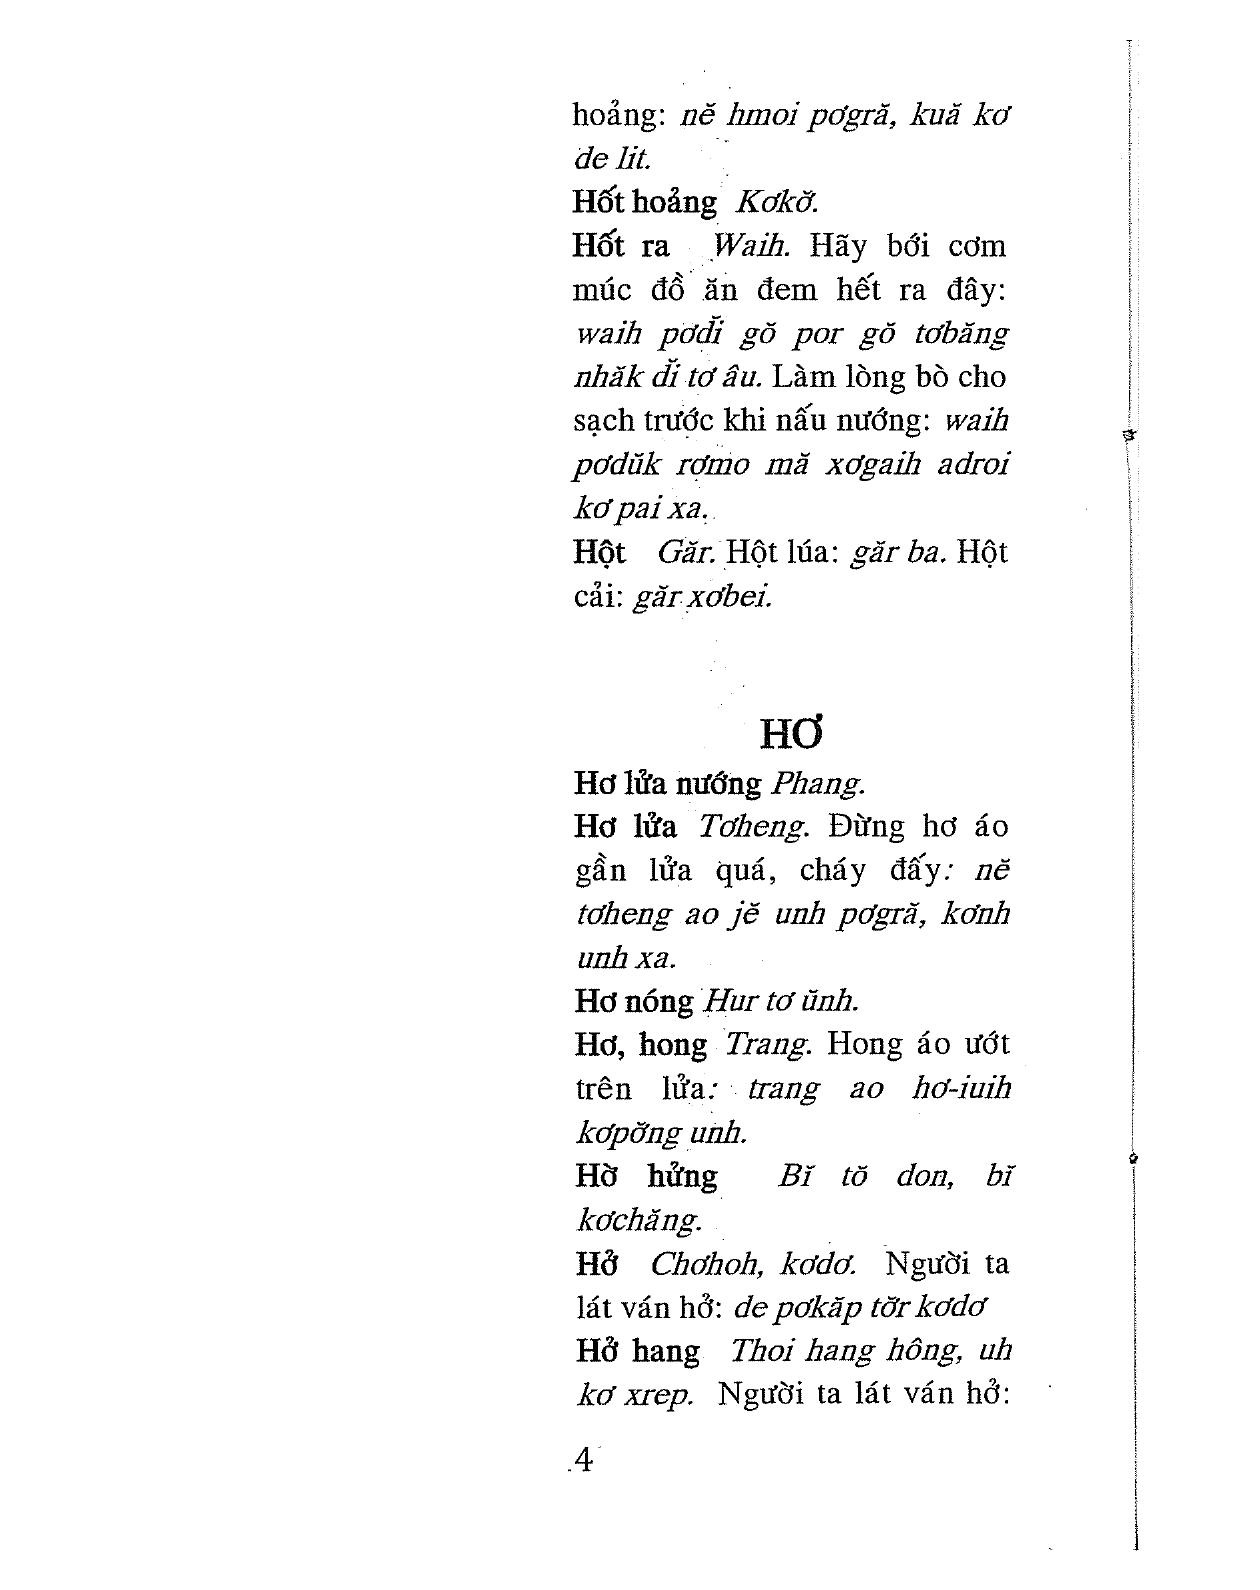 hoảng: nĕ hmoi pơgră, kuă kơ
de lit.
Hốt hoảng Kơkơ̆.
Hốt ra Waih. Hãy bới cơm
múc đồ ăn đem hết ra đây:
waih pơdĭ gŏ por gŏ tơbăng
nhăk dĭ tơ âu. Làm lòng bò cho
sạch trước khi nấu nướng: waih
pơdŭk rơmo mă xơgaih adroi
kơ pai xa.
Hột Găr. Hột lúa: găr ba. Hột
cải: găr xơbei.
HƠ
Hơ lửa nướng Phang.
Hơ lửa Tơheng. Đừng hơ áo
gần lửa quá, cháy đấy: nĕ
tơheng ao jĕ unh pơgră, kơnh
unh xa.
Hơ nóng Hur tơ ŭnh.
Hơ, hong Trang. Hong áo ướt
trên lửa: trang ao hơ-iuih
kơpơ̆ng unh.
Hờ hửng Bĭ tŏ don, bĭ
kơchăng.
Hở Chơhoh, kơdơ. Người ta
lát ván hở: de pơkăp tơ̆r kơdơ
Hở hang Thoi hang hông, uh
kơ xrep. Người ta lát ván hở:
4